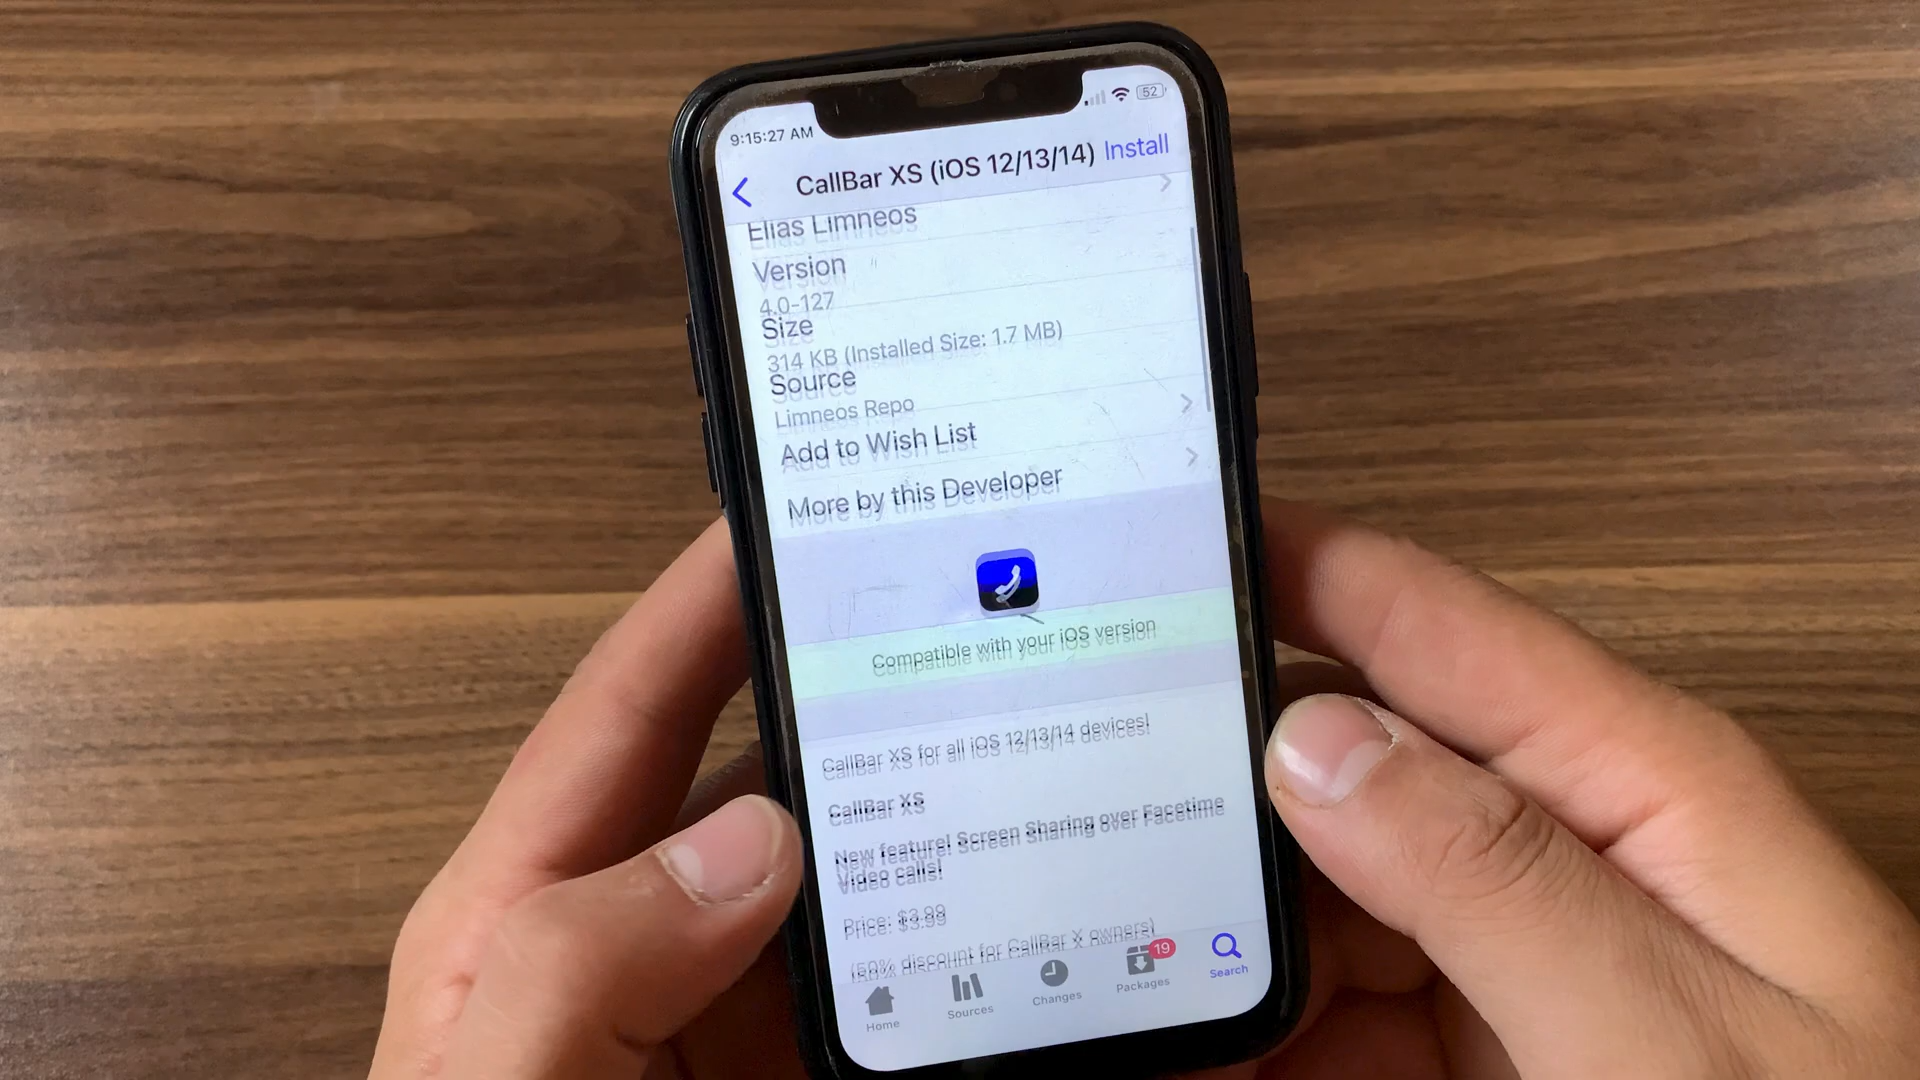 9:15:27 AM
52
CallBar XS (iOS 12/13/14)
Install
Elias Limneos
Version
4.0-127
Size
314 KB (Installed Size: 1.7 MB)
Source
Limneos Repo
Add to Wish List
More by this Developer
Compatible with your iOS version
CallBar XS for all iOS 12/13/14 devices!
CallBar XS
New feature! Screen Sharing over Facetime
Video calls!
Price: $3.99
(50% discount for CallBar X owners)
19
Home
Sources
Changes
Packages
Search